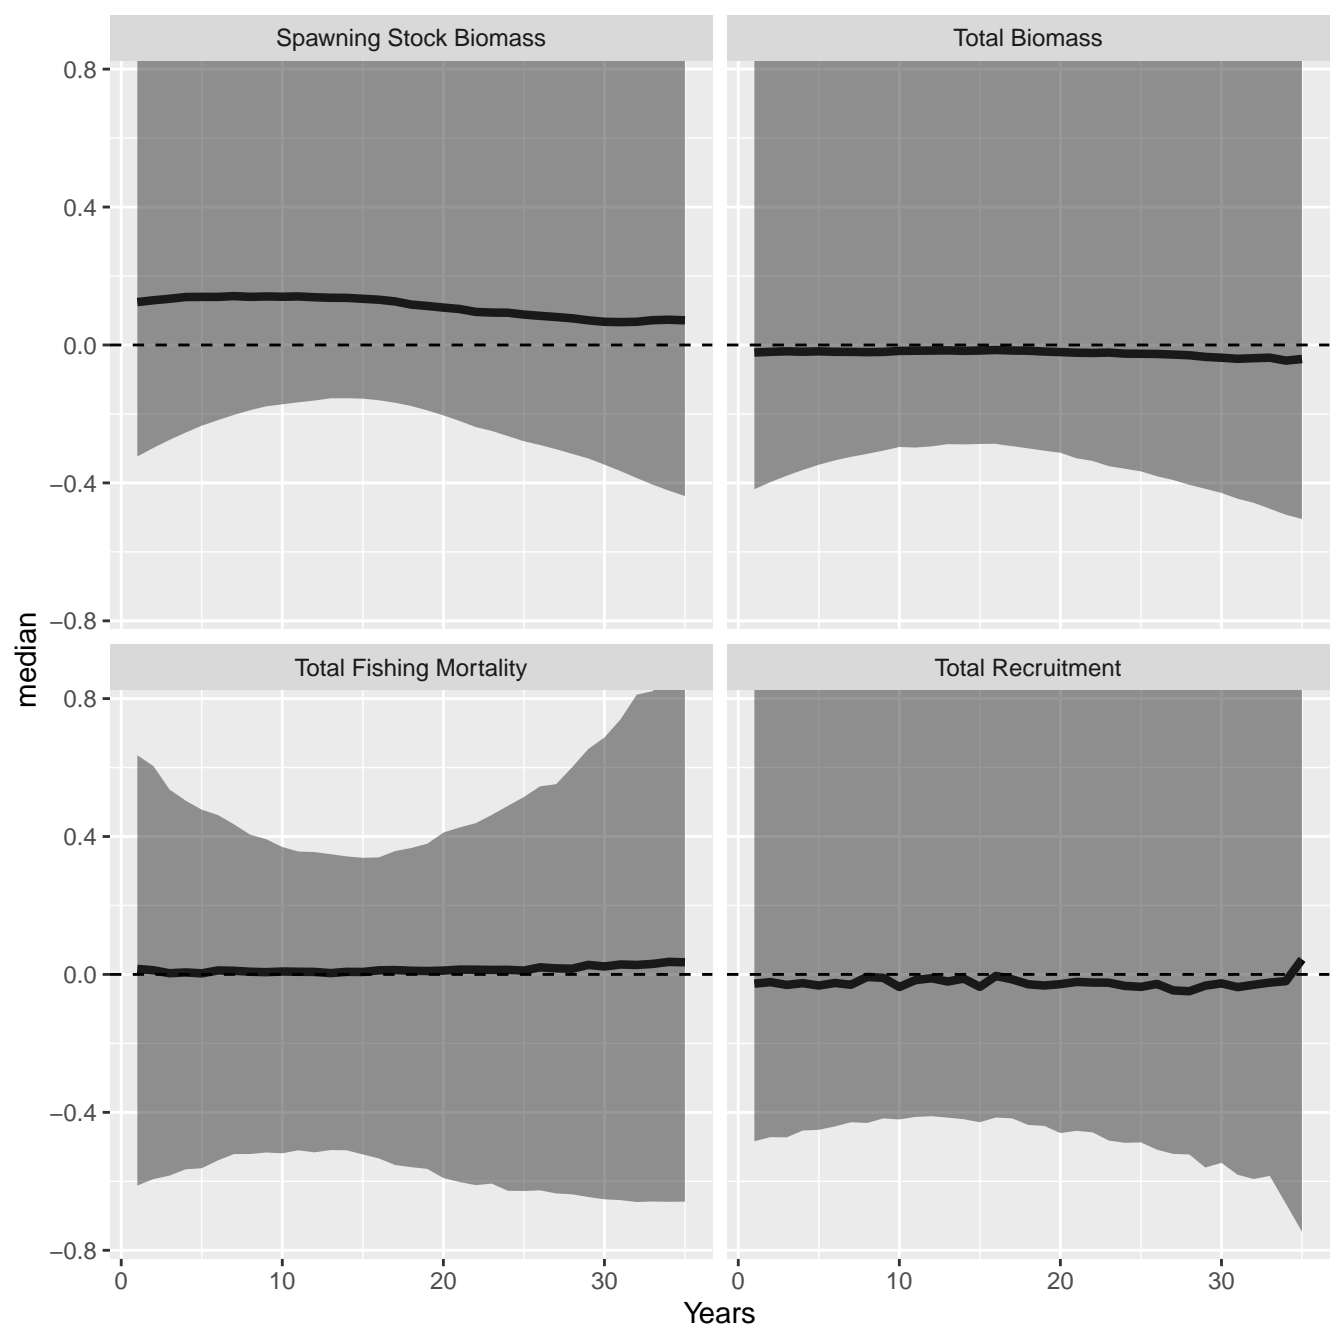 Spawning Stock Biomass
Total Biomass
0.8
0.4
0.0
−0.4
−0.8
median
Total Fishing Mortality
Total Recruitment
0.8
0.4
0.0
−0.4
−0.8
0 10 20 30
0 10 20 30
Years